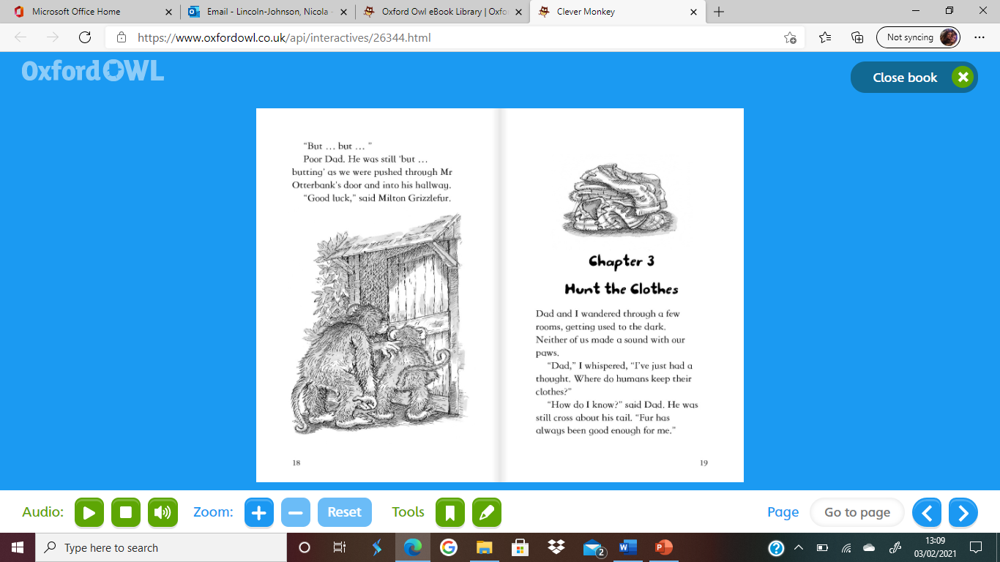 Microsoft Office Home
Email - Lincoln-Johnson, Nicola -
Oxford Owl eBook Library | Oxfo
Clever Monkey
https://www.oxfordowl.co.uk/api/interactives/26344.html
Not syncing
Oxford OWL
Close book
“But … but … ”
Poor Dad. He was still ‘but …
butting’ as we were pushed through Mr
Otterbank’s door and into his hallway.
“Good luck,” said Milton Grizzlefur.
18
Chapter 3
Hunt the Clothes
Dad and I wandered through a few
rooms, getting used to the dark.
Neither of us made a sound with our
paws.
“Dad,” I whispered, “I’ve just had a
thought. Where do humans keep their
clothes?”
“How do I know?” said Dad. He was
still cross about his tail. “Fur has
always been good enough for me.”
19
Audio:
Zoom:
Reset
Tools
Page
Go to page
Type here to search
2
13:09
03/02/2021